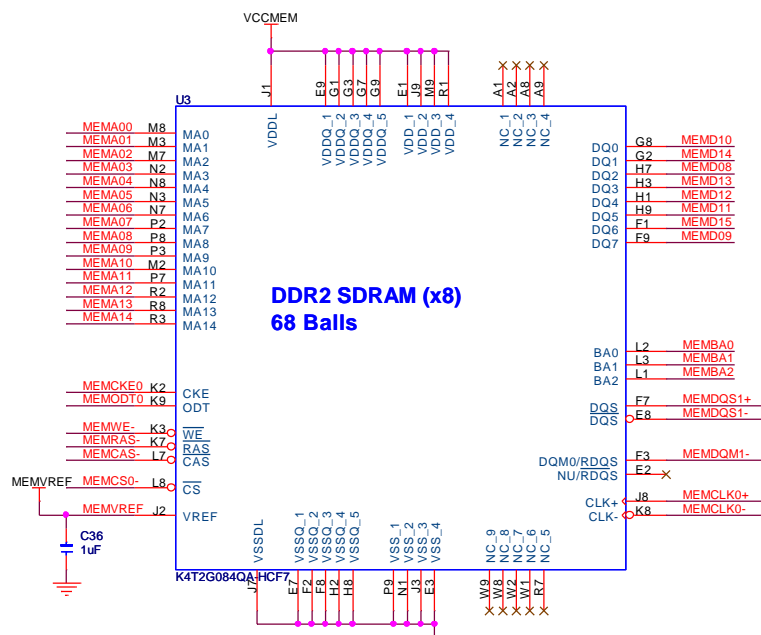 VCCMEM
J1
E9
G1
G3
G7
G9
E1
J9
M9
R1
A1
A2
A8
A9
U3
VDDL
VDDQ_1
VDDQ_2
VDDQ_3
VDDQ_4
VDDQ_5
VDD_1
VDD_2
VDD_3
VDD_4
NC_1
NC_2
NC_3
NC_4
MEMA00 M8 MA0
MEMA01 M3 MA1
MEMA02 M7 MA2
MEMA03 N2 MA3
MEMA04 N8 MA4
MEMA05 N3 MA5
MEMA06 N7 MA6
MEMA07 P2 MA7
MEMA08 P8 MA8
MEMA09 P3 MA9
MEMA10 M2 MA10
MEMA11 P7 MA11
MEMA12 R2 MA12
MEMA13 R8 MA13
MEMA14 R3 MA14
DQ0 G8 MEMD10
DQ1 G2 MEMD14
DQ2 H7 MEMD08
DQ3 H3 MEMD13
DQ4 H1 MEMD12
DQ5 H9 MEMD11
DQ6 F1 MEMD15
DQ7 F9 MEMD09
DDR2 SDRAM (x8)
68 Balls
BA0 L2 MEMBA0
BA1 L3 MEMBA1
BA2 L1 MEMBA2
MEMCKE0 K2 CKE
MEMODT0 K9 ODT
DQS F7 MEMDQS1+
DQS E8 MEMDQS1-
MEMWE- K3 WE
MEMRAS- K7 RAS
MEMCAS- L7 CAS
DQM0/RDQS F3 MEMDQM1-
NU/RDQS E2
MEMVREF
MEMCS0- L8 CS
MEMVREF J2 VREF
CLK+ J8 MEMCLK0+
CLK- K8 MEMCLK0-
C36
1uF
VSSDL
VSSQ_1
VSSQ_2
VSSQ_3
VSSQ_4
VSSQ_5
VSS_1
VSS_2
VSS_3
VSS_4
NC_9
NC_8
NC_7
NC_6
NC_5
K4T2G084QA-HCF7
J7
E7
F2
F8
H2
H8
P9
N1
J3
E3
W9
W8
W2
W1
R7